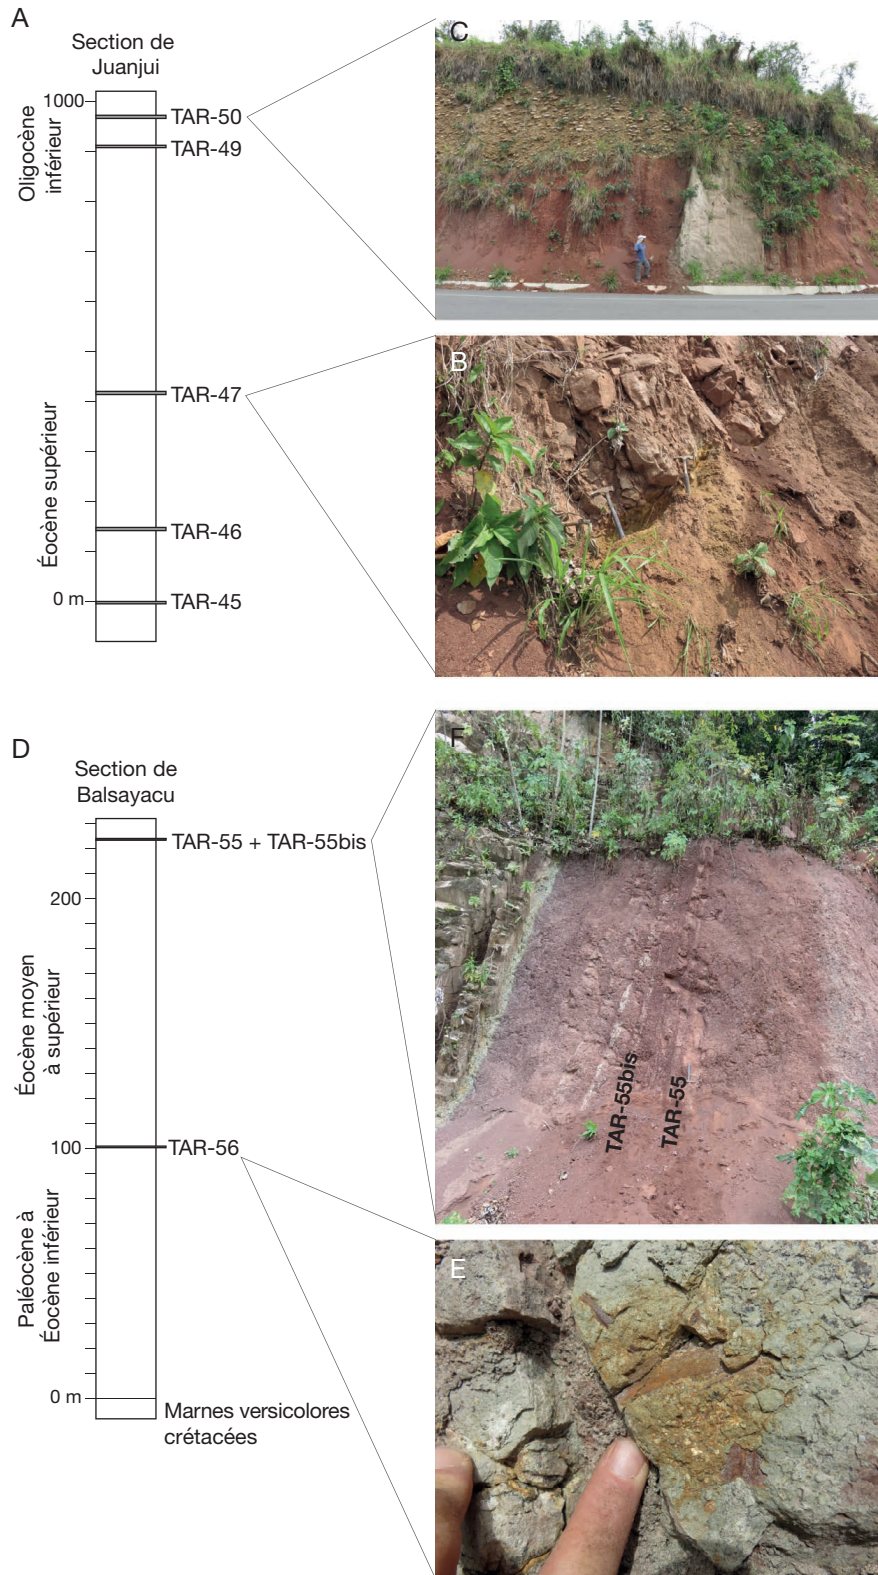 A
Section de
Juanjui
1000
Oligocène
inférieur
Éocène supérieur
0 m
TAR-50
TAR-49
TAR-47
TAR-46
TAR-45
C
B
D
Section de
Balsayacu
TAR-55 + TAR-55bis
200
Éocène moyen
à supérieur
100
TAR-56
Paléocène à
Éocène inférieur
0 m
Marnes versicolores
crétacées
F
TAR-55bis
TAR-55
E